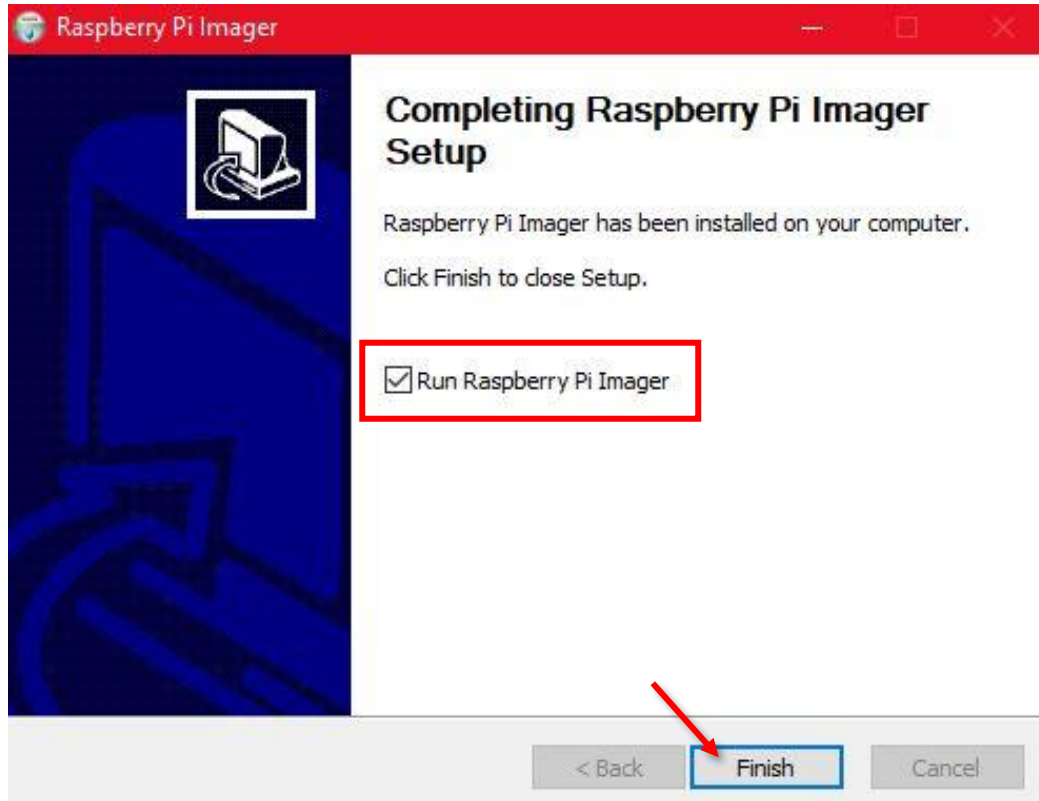 Raspberry Pi Imager
Completing Raspberry Pi Imager
Setup
Raspberry Pi Imager has been installed on your computer.
Click Finish to close Setup.
Run Raspberry Pi Imager
< Back
Finish
Cancel